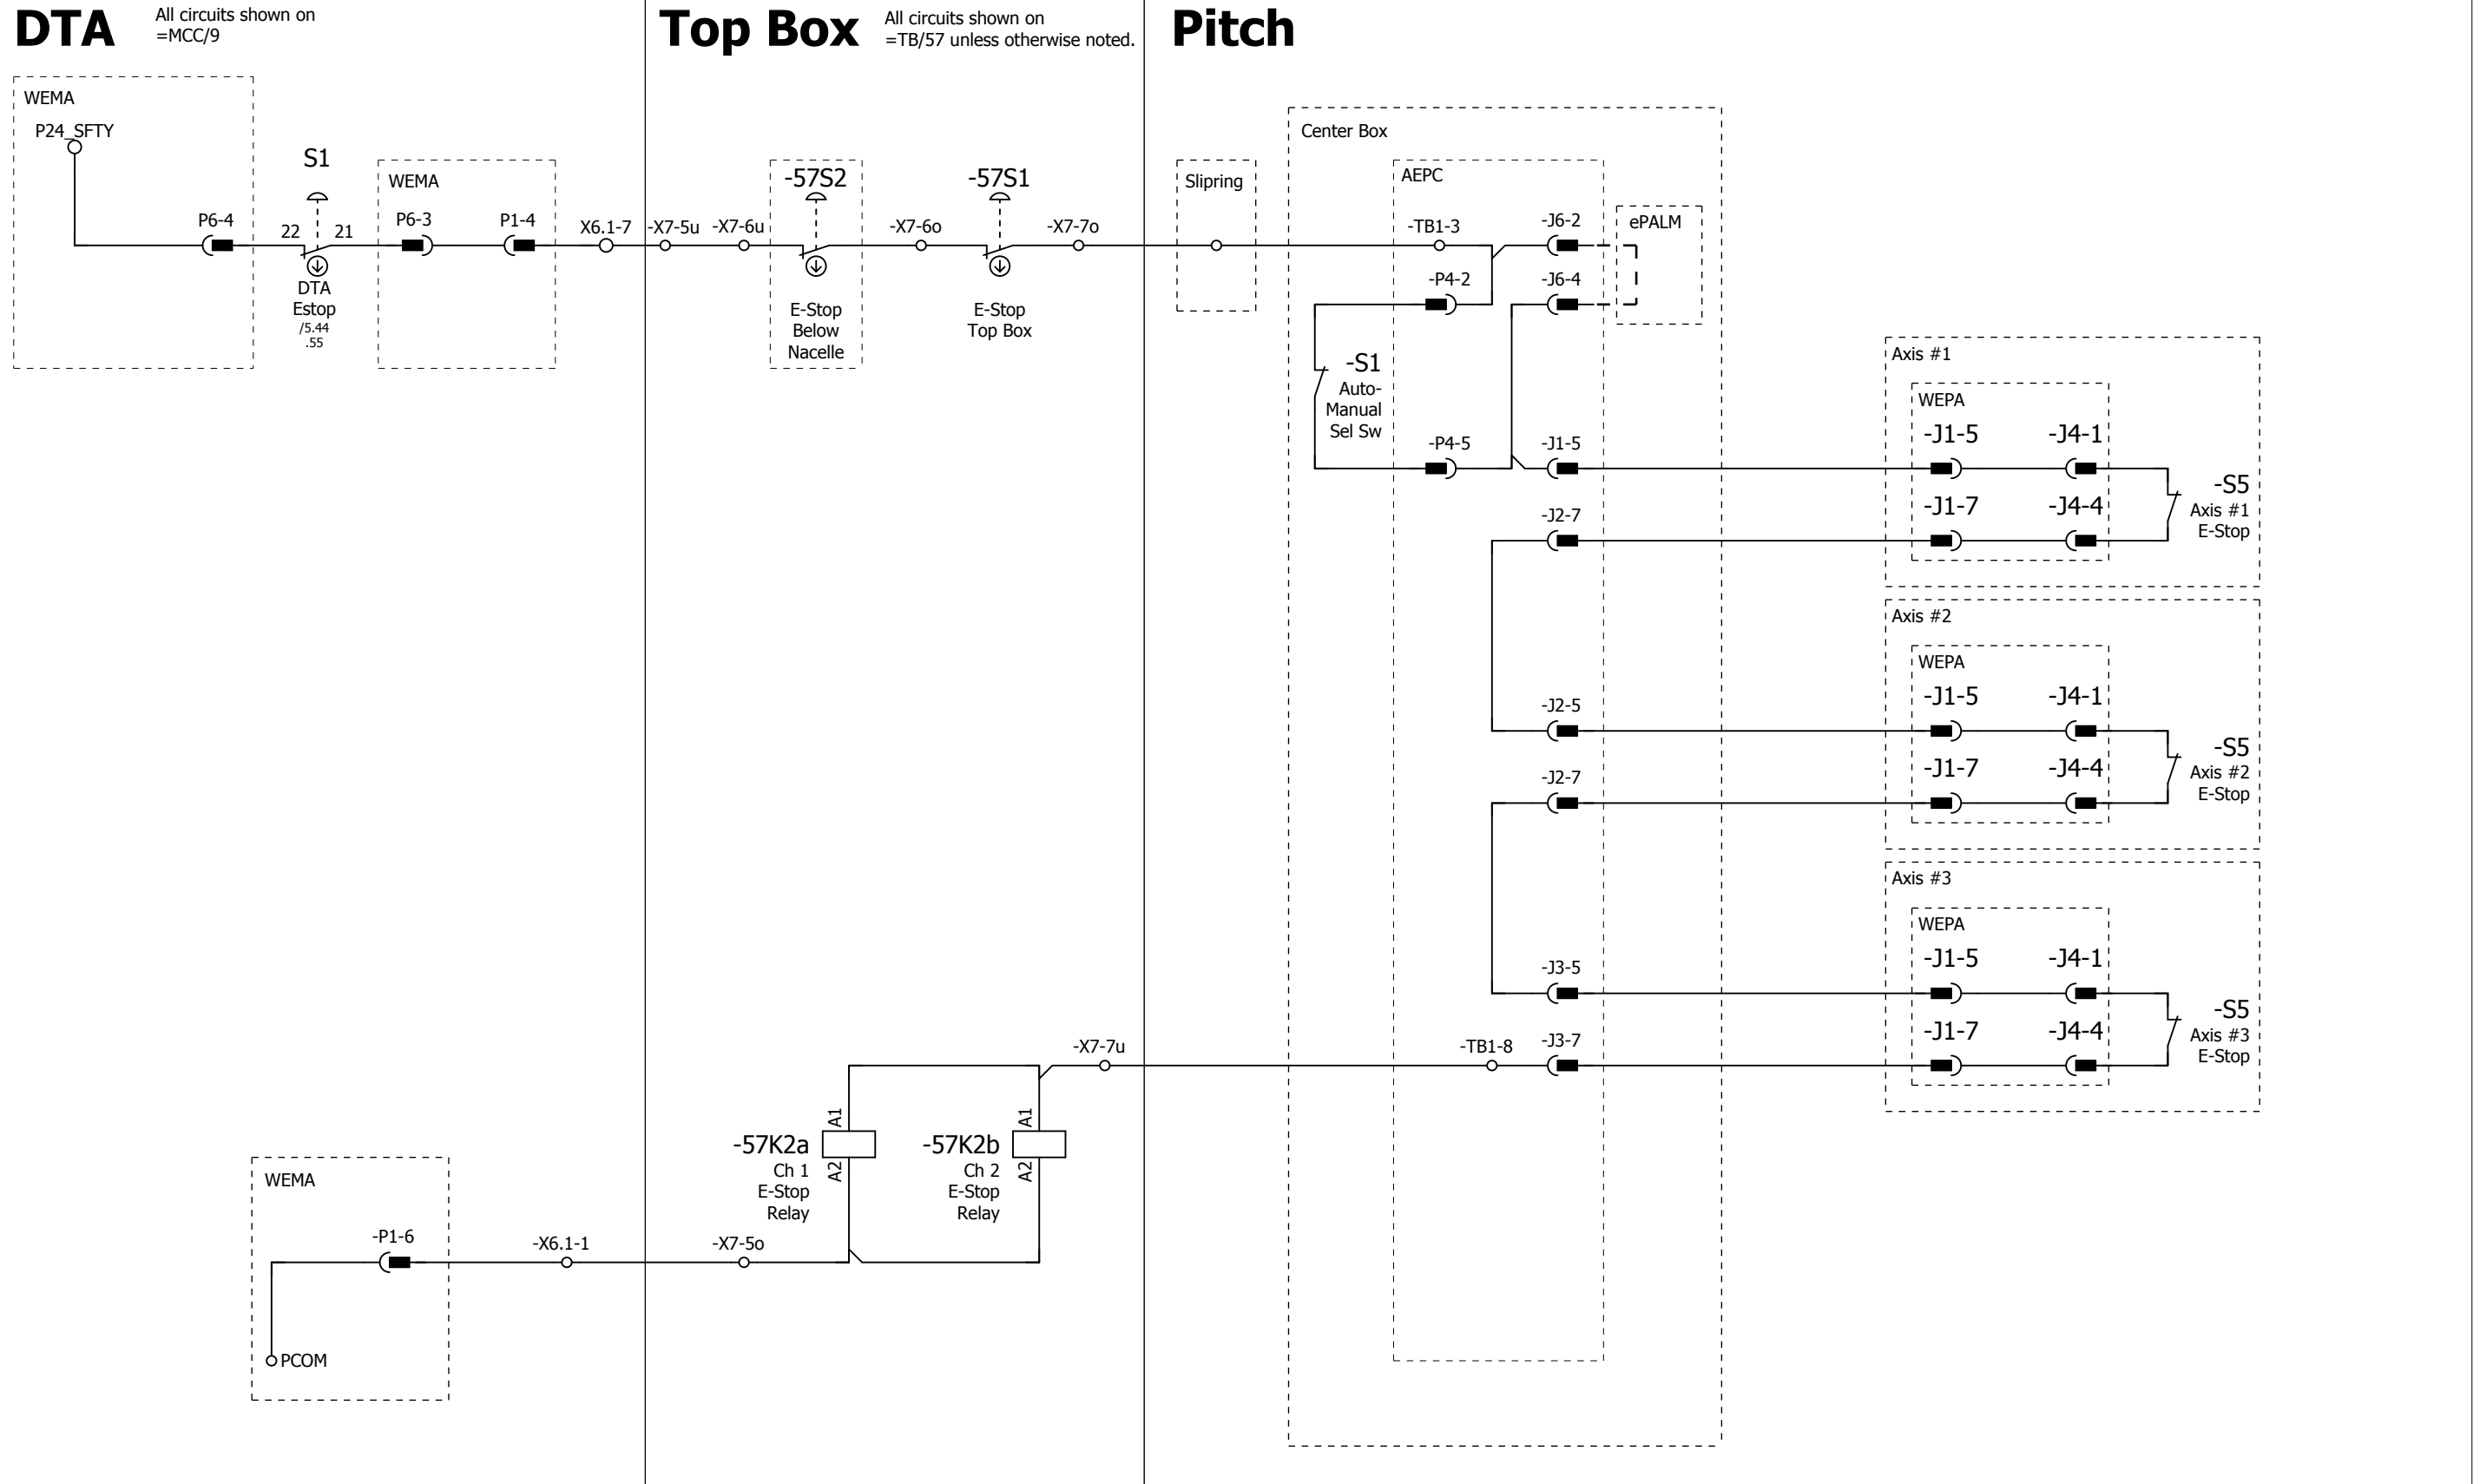 DTA
All circuits shown on
=MCC/9
Top Box
All circuits shown on
=TB/57 unless otherwise noted.
Pitch
WEMA
P24_SFTY
P6-4
S1
22
21
DTA
Estop
/5.44
.55
WEMA
P6-3
P1-4
X6.1-7
-X7-5u
-X7-6u
-57S2
E-Stop
Below
Nacelle
-X7-6o
-57S1
E-Stop
Top Box
-X7-7o
Slipring
Center Box
AEPC
-TB1-3
-J6-2
ePALM
-P4-2
-J6-4
-S1
Auto-
Manual
Sel Sw
-P4-5
-J1-5
-J2-7
-J2-5
-J2-7
-J3-5
-TB1-8
-J3-7
Axis #1
WEPA
-J1-5
-J4-1
-J1-7
-J4-4
-S5
Axis #1
E-Stop
Axis #2
WEPA
-J1-5
-J4-1
-J1-7
-J4-4
-S5
Axis #2
E-Stop
Axis #3
WEPA
-J1-5
-J4-1
-J1-7
-J4-4
-S5
Axis #3
E-Stop
-X7-7u
A1
-57K2a
Ch 1
E-Stop
Relay
A2
A1
-57K2b
Ch 2
E-Stop
Relay
A2
WEMA
-P1-6
-X6.1-1
-X7-5o
PCOM